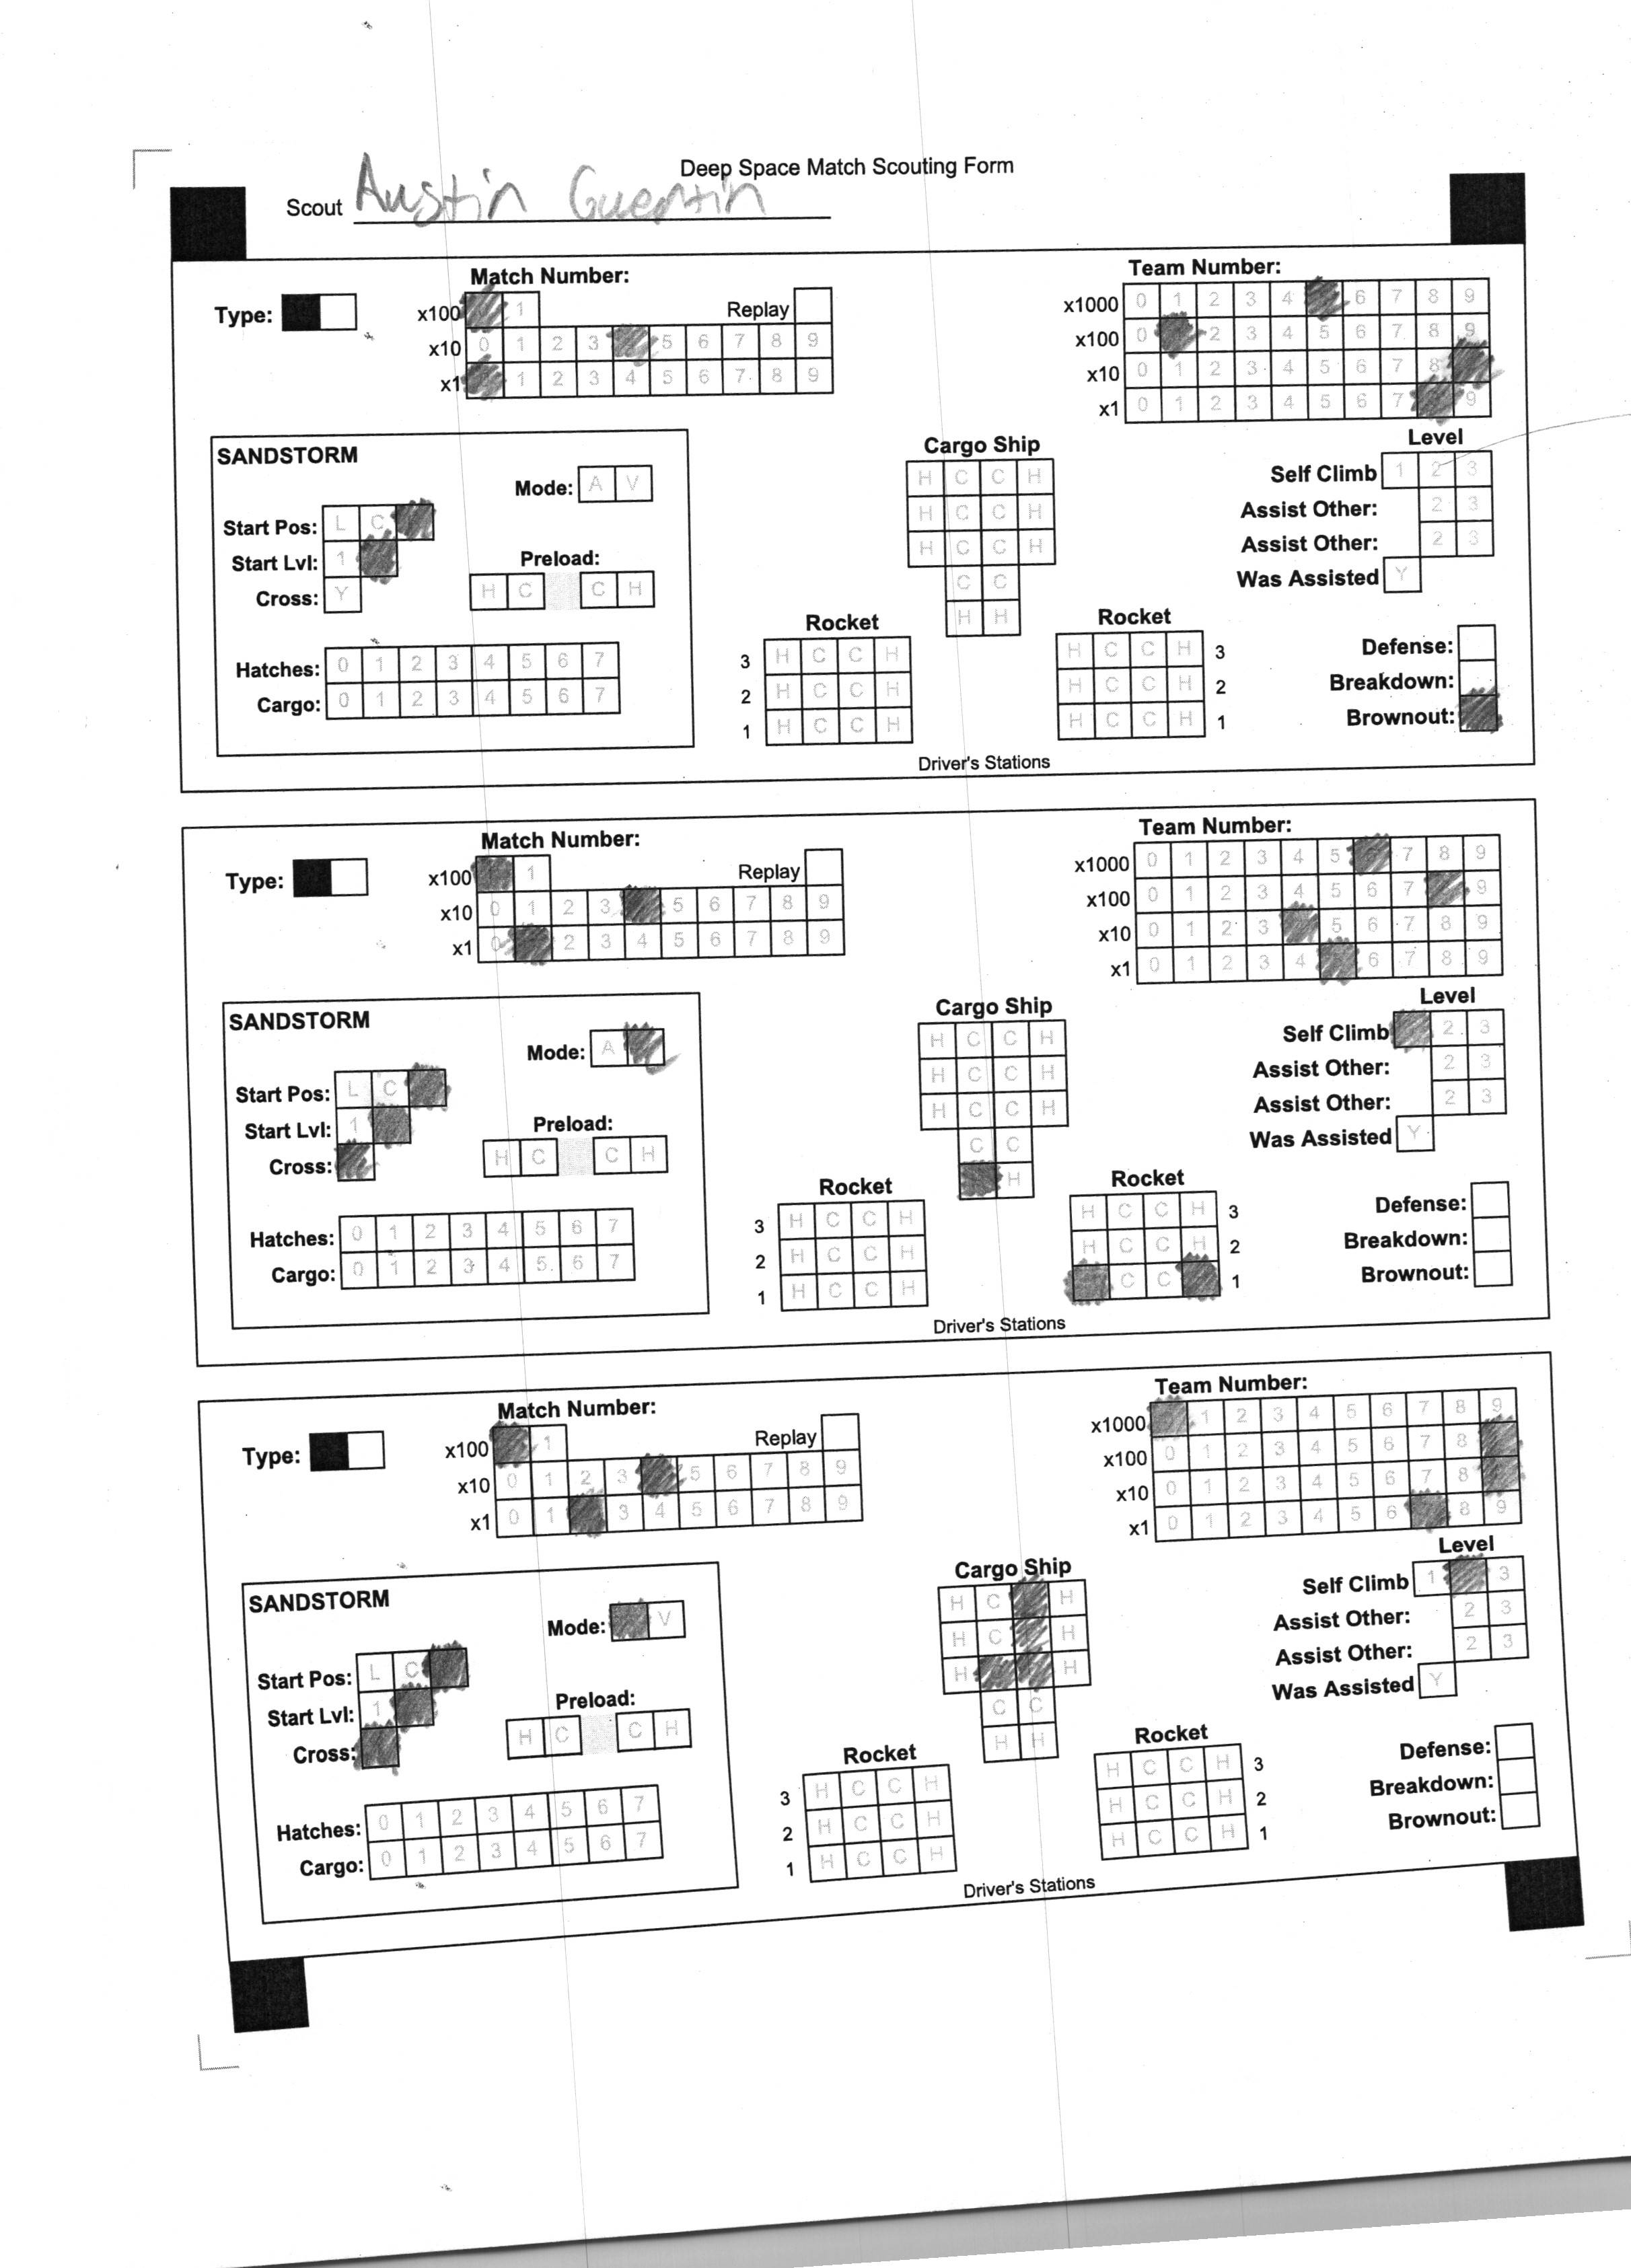 Deep Space Match Scouting Form
Scout Austin
Match Number:
Team Number:
Type:
x100 1
Replay
x10 0 1 2 3 5 6 7 8 9
x1 1 2 3 4 5 6 7 8 9
x1000 0 1 2 3 4 6 7 8 9
x100 0 2 3 4 5 6 7 8 9
x10 0 1 2 3 4 5 6 7 8
x1 0 1 2 3 4 5 6 7 9
SANDSTORM
Mode: A V
Start Pos: L C
Start Lvl: 1
Cross: Y
Preload:
H C C H
Hatches: 0 1 2 3 4 5 6 7
Cargo: 0 1 2 3 4 5 6 7
Cargo Ship
H C C H
H C C H
H C C H
C C
H H
Rocket
3 H C C H
2 H C C H
1 H C C H
Rocket
H C C H 3
H C C H 2
H C C H 1
Driver's Stations
Level
Self Climb 1 2 3
Assist Other: 2 3
Assist Other: 2 3
Was Assisted Y
Defense:
Breakdown:
Brownout:
Match Number:
Team Number:
Type:
x100 1
Replay
x10 0 1 2 3 5 6 7 8 9
x1 0 2 3 4 5 6 7 8 9
x1000 0 1 2 3 4 5 7 8 9
x100 0 1 2 3 4 5 6 7 9
x10 0 1 2 3 5 6 7 8 9
x1 0 1 2 3 4 6 7 8 9
SANDSTORM
Mode: A
Start Pos: L C
Start Lvl: 1
Cross:
Preload:
H C C H
Hatches: 0 1 2 3 4 5 6 7
Cargo: 0 1 2 3 4 5 6 7
Cargo Ship
H C C H
H C C H
H C C H
C C
H
Rocket
3 H C C H
2 H C C H
1 H C C H
Rocket
H C C H 3
H C C H 2
C C 1
Driver's Stations
Level
Self Climb 2 3
Assist Other: 2 3
Assist Other: 2 3
Was Assisted Y
Defense:
Breakdown:
Brownout:
Match Number:
Team Number:
Type:
x100 1
Replay
x10 0 1 2 3 5 6 7 8 9
x1 0 1 3 4 5 6 7 8 9
x1000 1 2 3 4 5 6 7 8 9
x100 0 1 2 3 4 5 6 7 8
x10 0 1 2 3 4 5 6 7 8
x1 0 1 2 3 4 5 6 8 9
SANDSTORM
Mode: V
Start Pos: L C
Start Lvl: 1
Cross:
Preload:
H C C H
Hatches: 0 1 2 3 4 5 6 7
Cargo: 0 1 2 3 4 5 6 7
Cargo Ship
H C H
H C H
H H
C C
H H
Rocket
3 H C C H
2 H C C H
1 H C C H
Rocket
H C C H 3
H C C H 2
H C C H 1
Driver's Stations
Level
Self Climb 1 3
Assist Other: 2 3
Assist Other: 2 3
Was Assisted Y
Defense:
Breakdown:
Brownout: